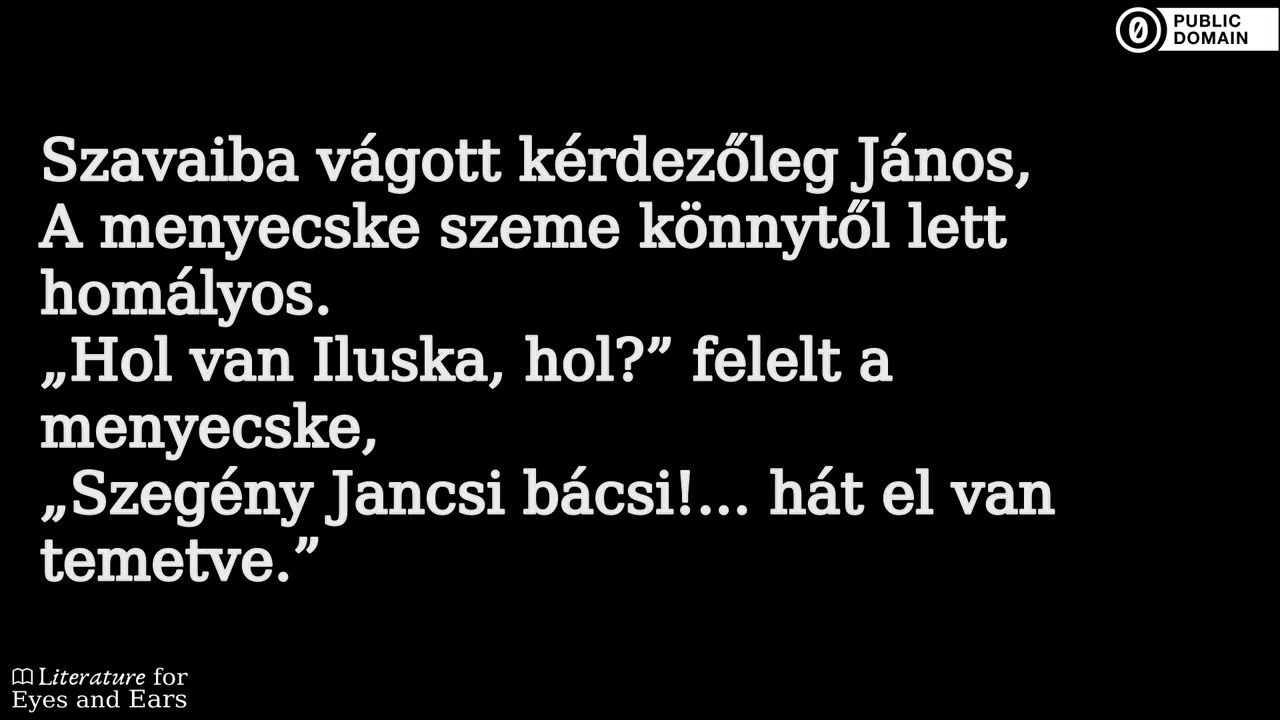 0 PUBLIC
DOMAIN
Szavaiba vágott kérdezőleg János,
A menyecske szeme könnytől lett
homályos.
„Hol van Iluska, hol?” felelt a
menyecske,
„Szegény Jancsi bácsi!... hát el van
temetve.”
Literature for
Eyes and Ears